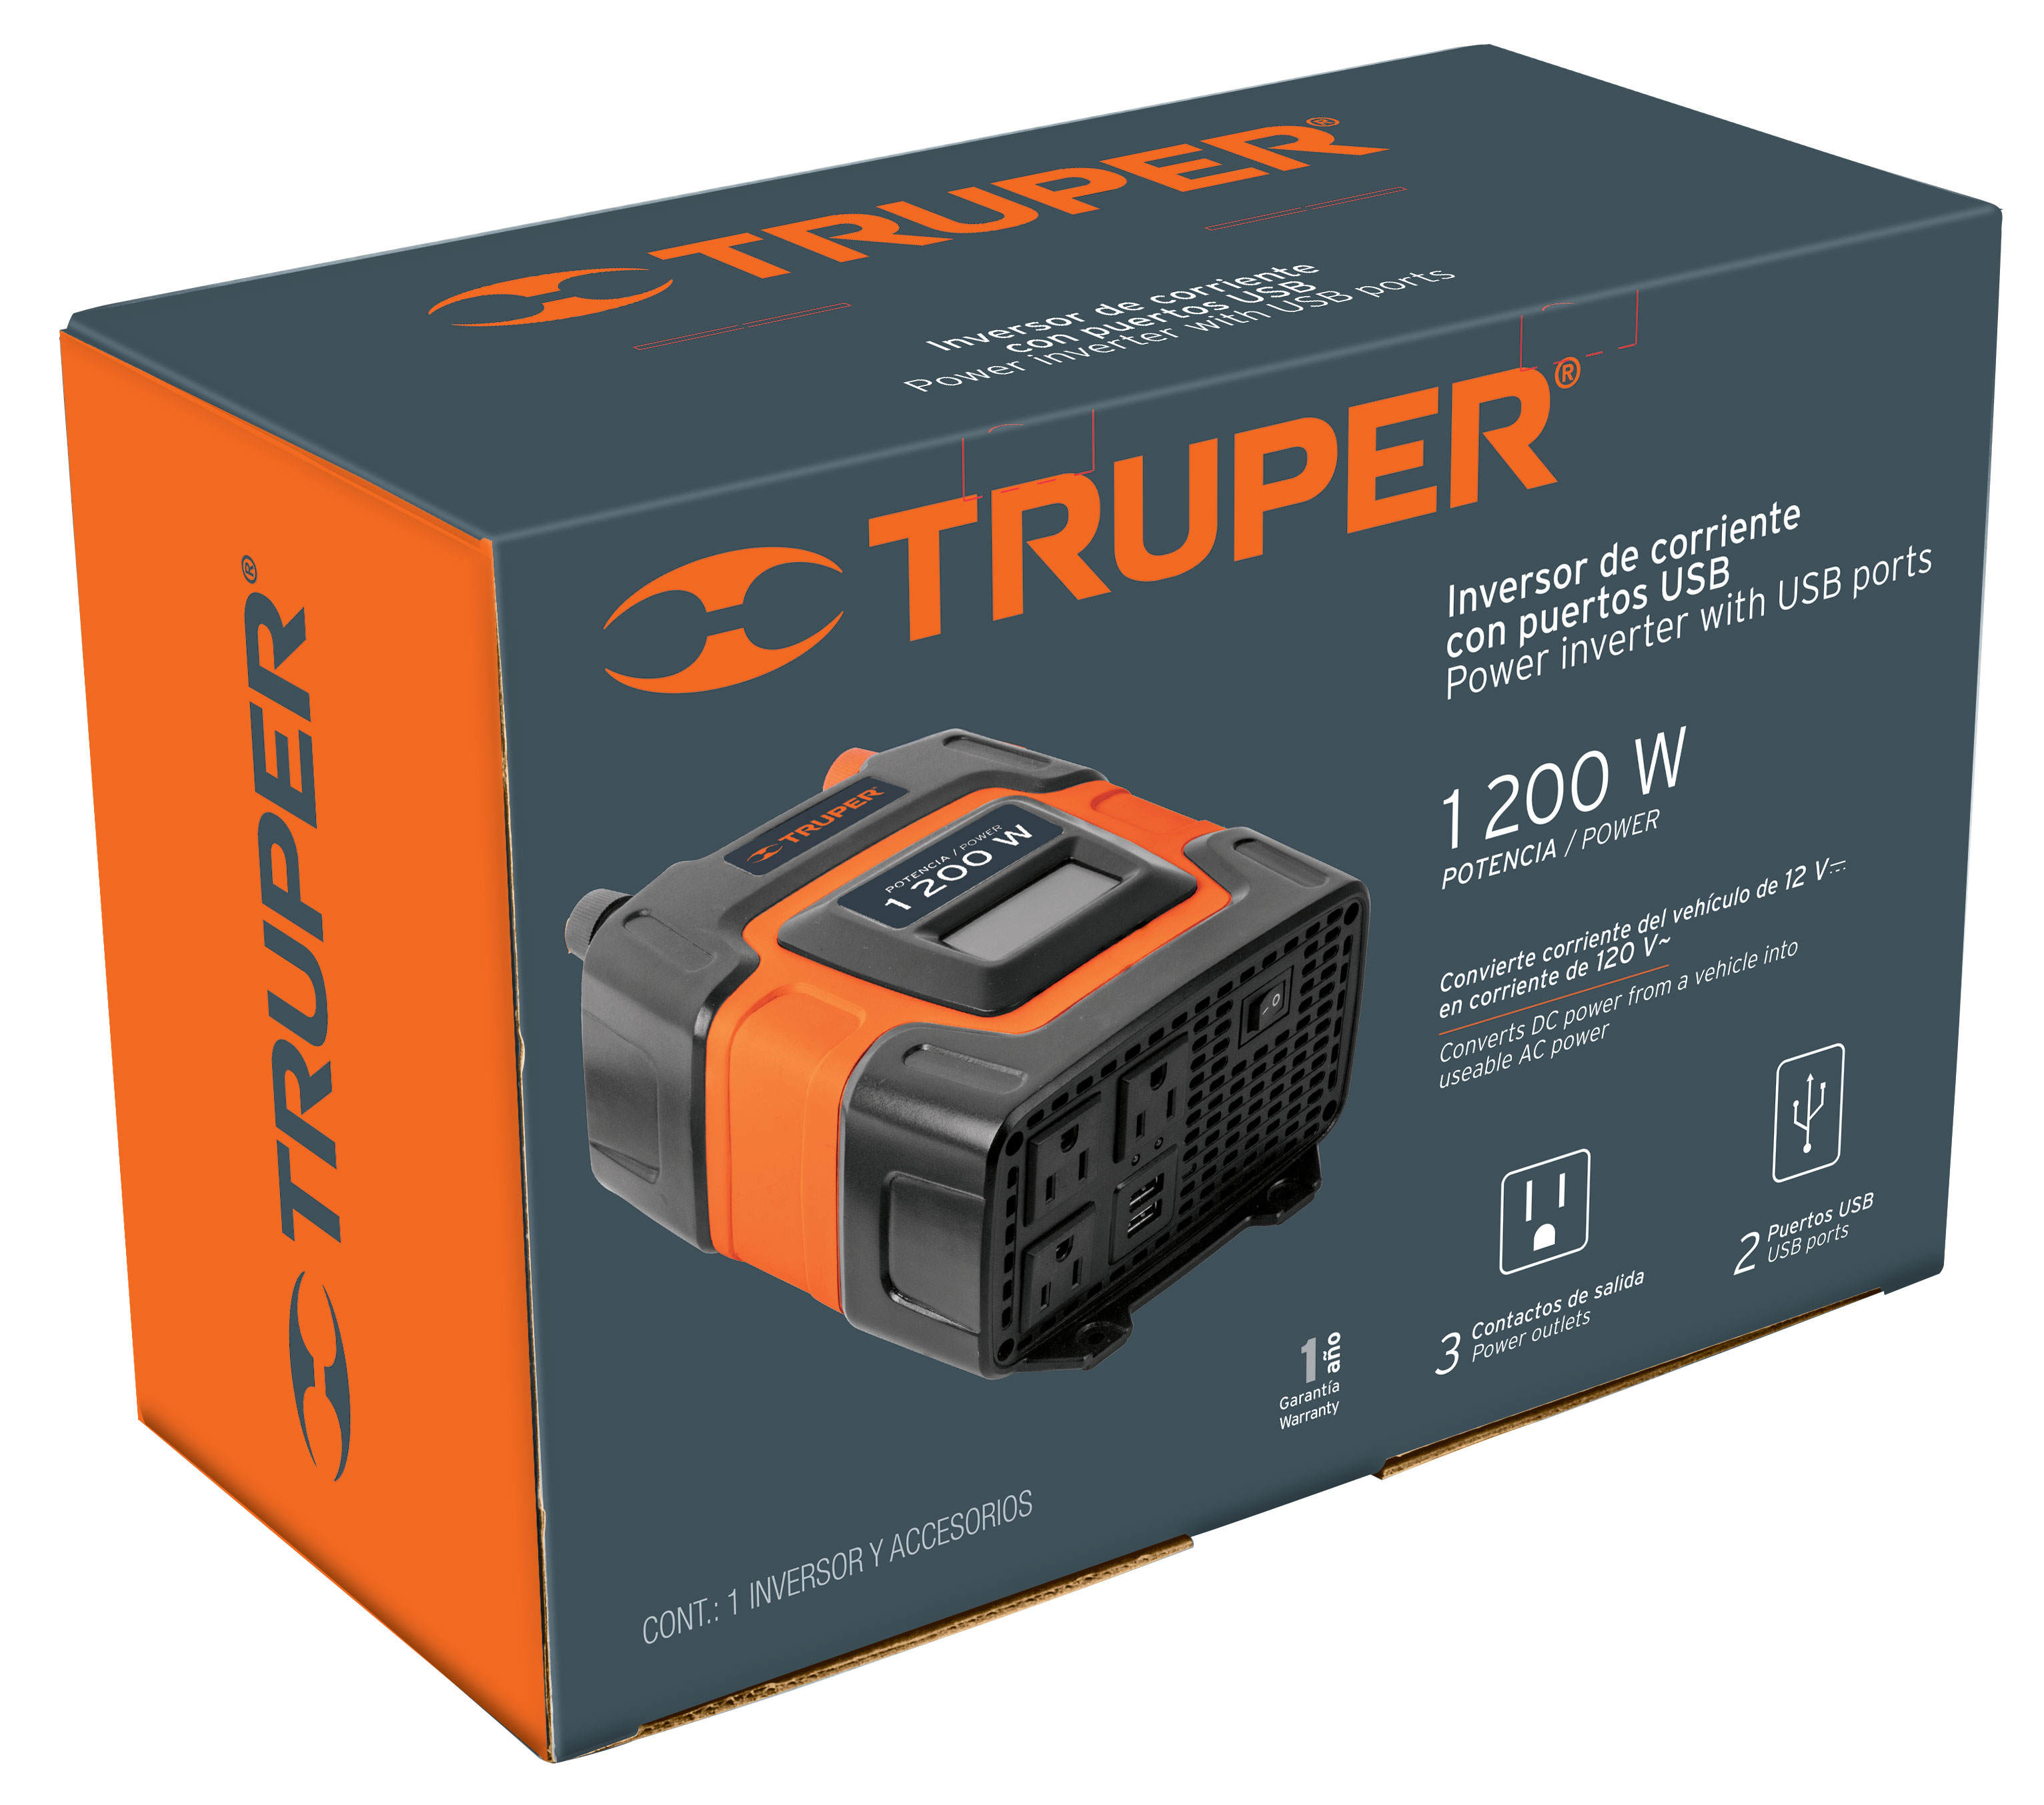 TRUPER®
Inversor de corriente
con puertos USB
Power inverter with USB ports
TRUPER®
TRUPER®
Inversor de corriente
con puertos USB
Power inverter with USB ports
1 200 W
POTENCIA / POWER
Convierte corriente del vehículo de 12 V⎓
en corriente de 120 V~
Converts DC power from a vehicle into
useable AC power
TRUPER
POTENCIA / POWER
1 200 W
3 Contactos de salida
Power outlets
2 Puertos USB
USB ports
1 año
Garantía
Warranty
CONT.: 1 INVERSOR Y ACCESORIOS